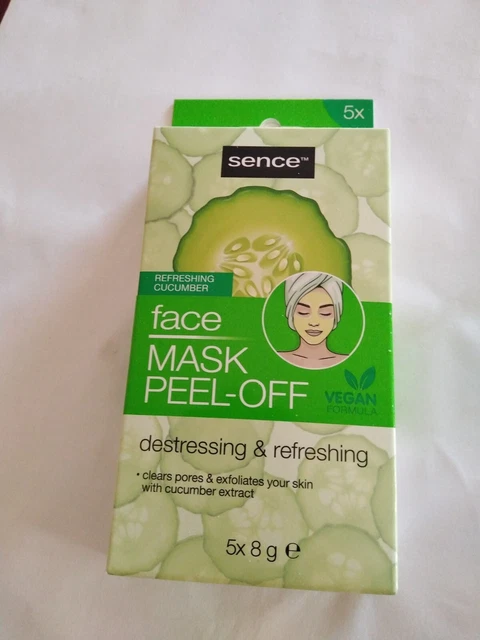 5x
sence™
REFRESHING
CUCUMBER
face
MASK
PEEL-OFF
VEGAN
FORMULA
destressing & refreshing
• clears pores & exfoliates your skin
with cucumber extract
5x 8 g ℮